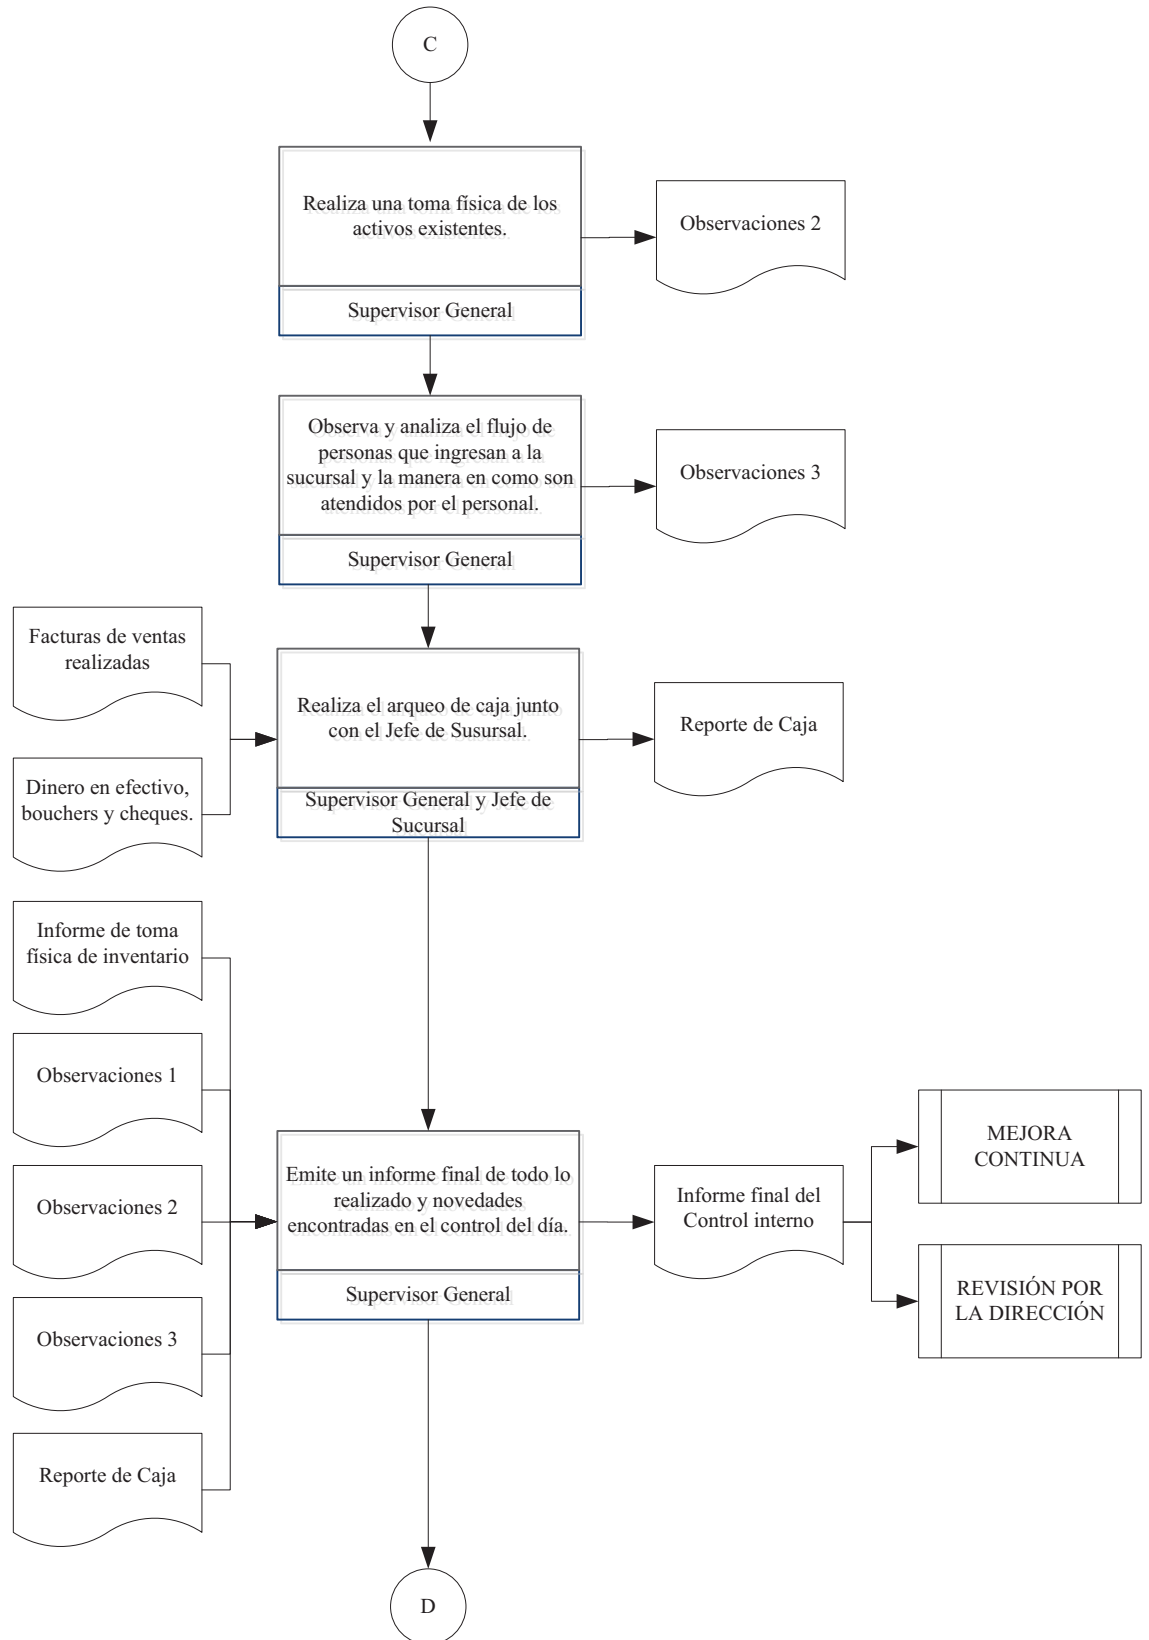 C
Realiza una toma física de los
activos existentes.
Supervisor General
Observaciones 2
Observa y analiza el flujo de
personas que ingresan a la
sucursal y la manera en como son
atendidos por el personal.
Supervisor General
Observaciones 3
Facturas de ventas
realizadas
Dinero en efectivo,
bouchers y cheques.
Realiza el arqueo de caja junto
con el Jefe de Susursal.
Supervisor General y Jefe de
Sucursal
Reporte de Caja
Informe de toma
física de inventario
Observaciones 1
Observaciones 2
Observaciones 3
Reporte de Caja
Emite un informe final de todo lo
realizado y novedades
encontradas en el control del día.
Supervisor General
Informe final del
Control interno
MEJORA
CONTINUA
REVISIÓN POR
LA DIRECCIÓN
D